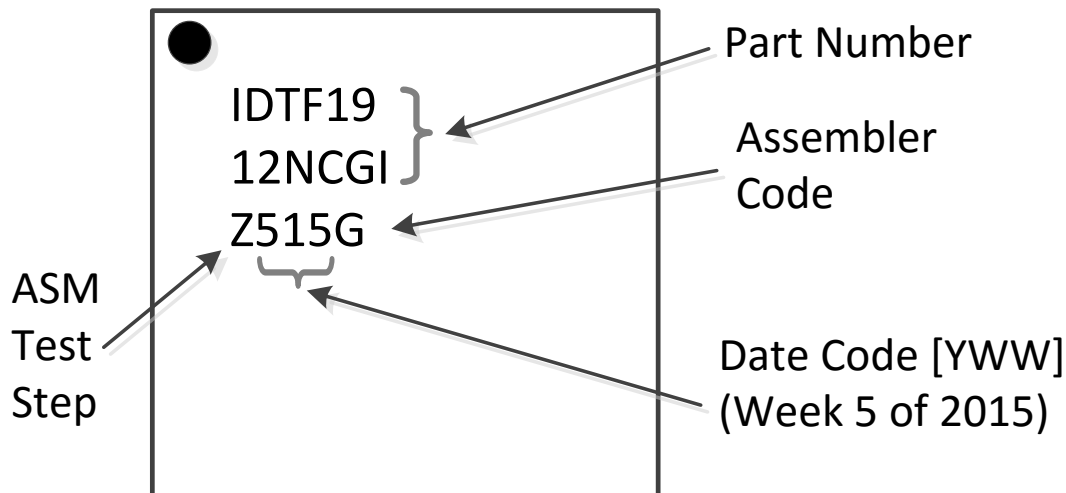 IDTF19
12NCGI
Z515G
Part Number
Assembler
Code
ASM
Test
Step
Date Code [YWW]
(Week 5 of 2015)